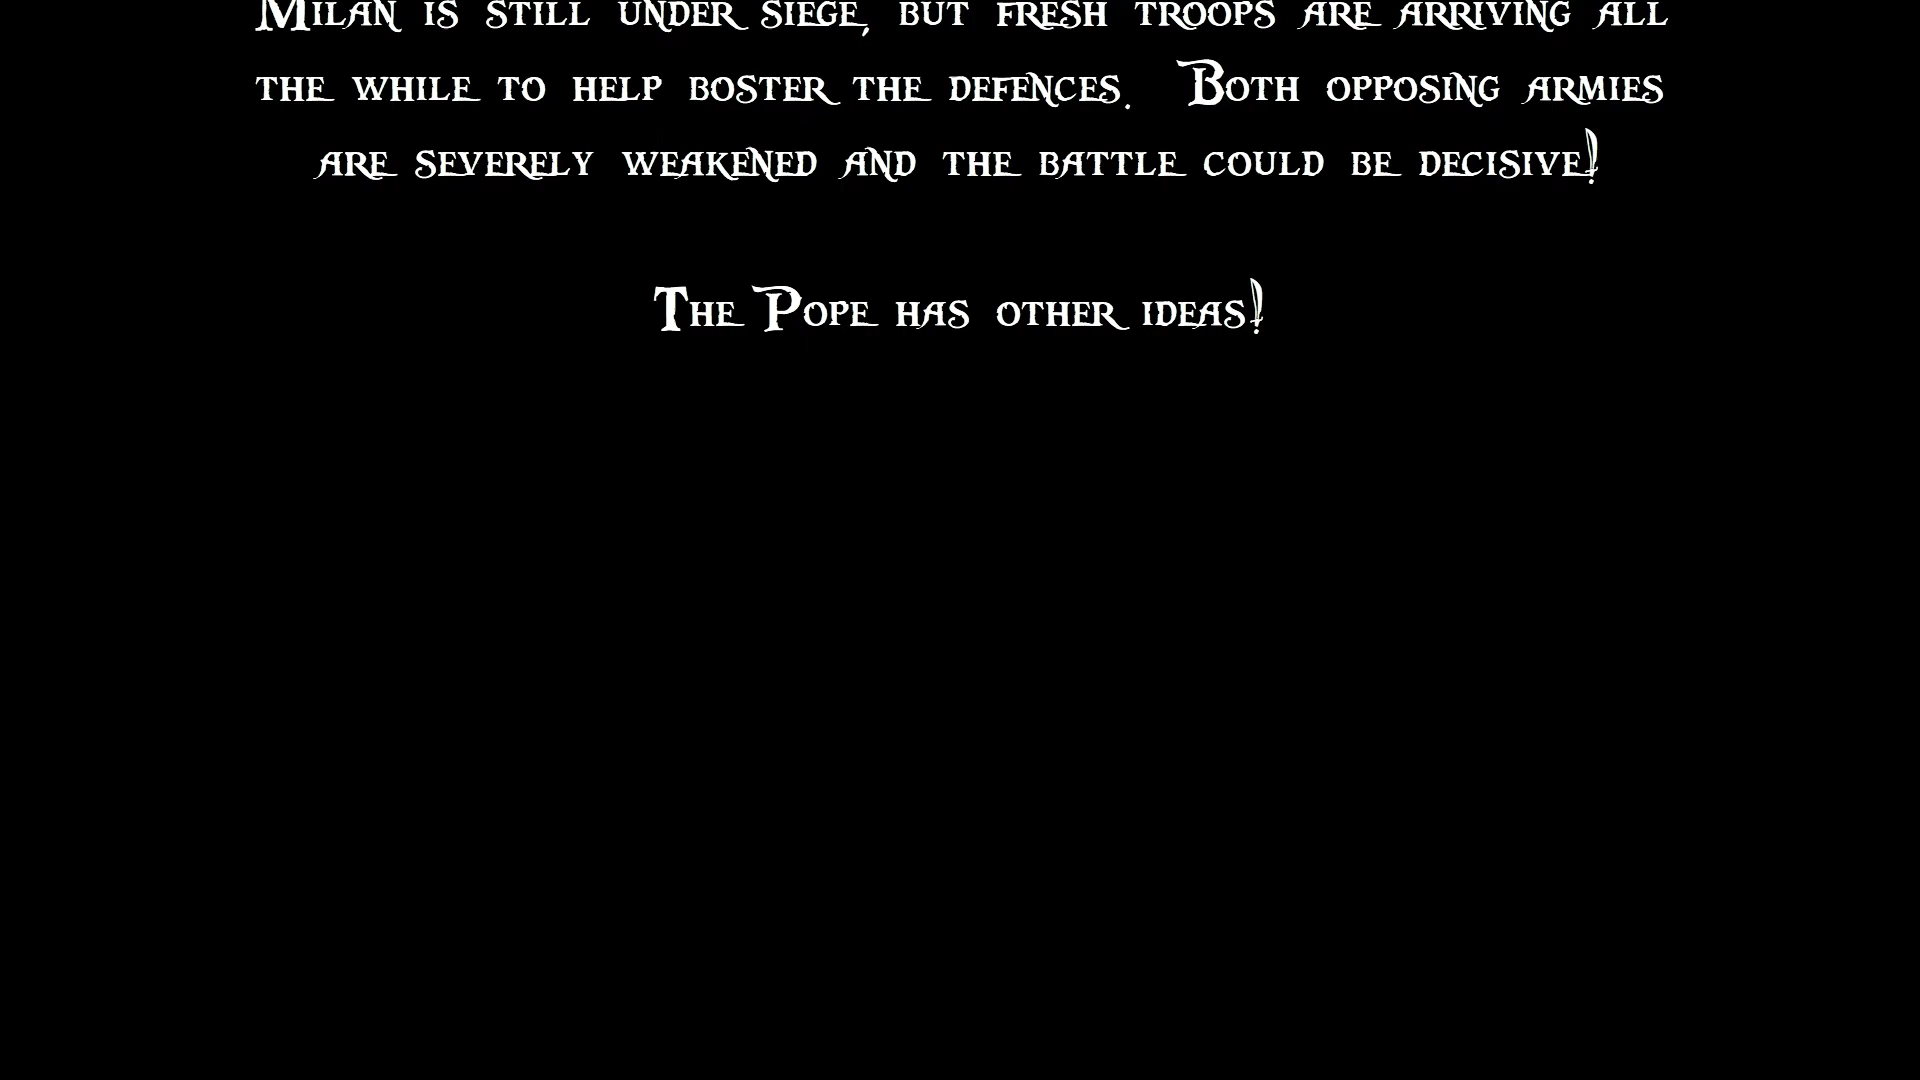 Milan is still under siege, but fresh troops are arriving all
the while to help boster the defences. Both opposing armies
are severely weakened and the battle could be decisive!
The Pope has other ideas!